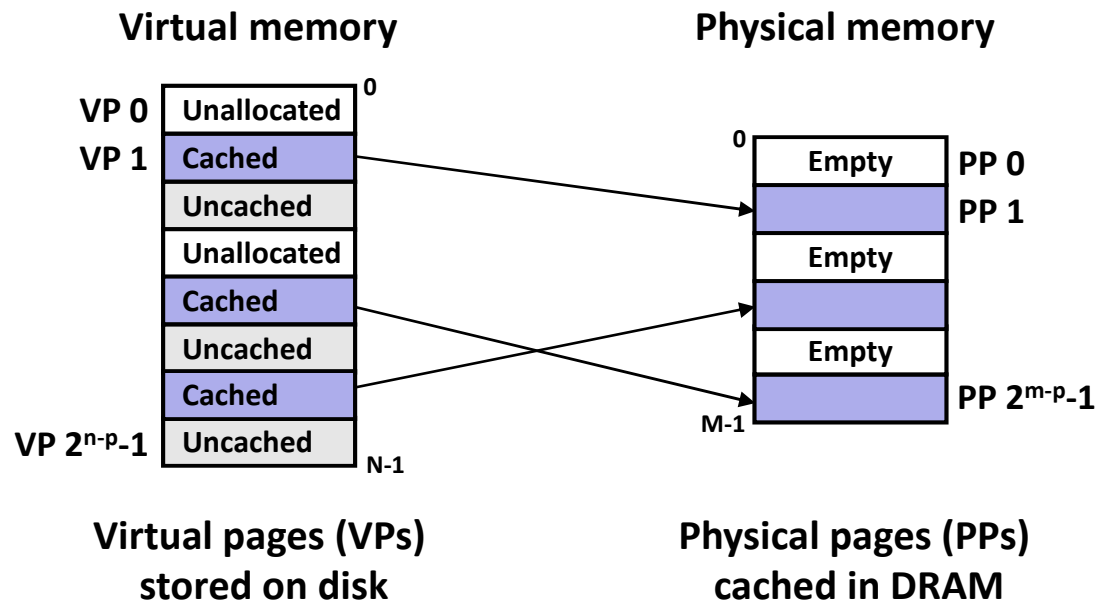 Virtual memory
Physical memory
0
VP 0 Unallocated
VP 1 Cached
Uncached
Unallocated
Cached
Uncached
Cached
VP 2ⁿ⁻ᵖ-1 Uncached
N-1
0
Empty PP 0
PP 1
Empty
Empty
PP 2ᵐ⁻ᵖ-1
M-1
Virtual pages (VPs)
stored on disk
Physical pages (PPs)
cached in DRAM